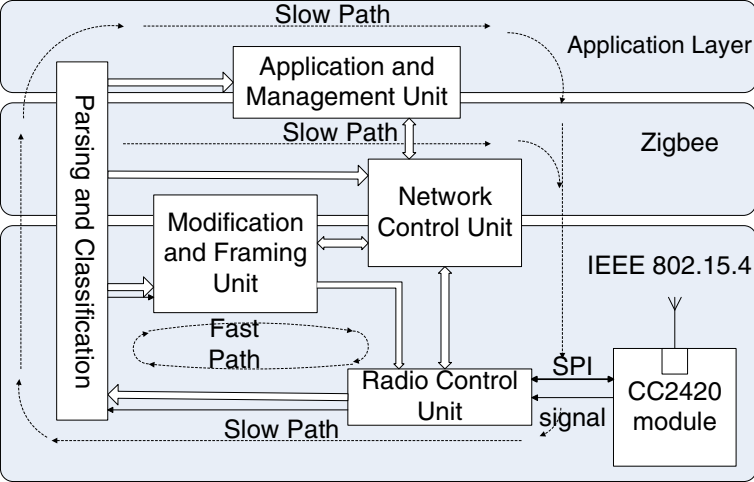 Slow Path
Application Layer
Application and
Management Unit
Parsing and Classification
Slow Path
Zigbee
Network
Control Unit
Modification
and Framing
Unit
IEEE 802.15.4
Fast
Path
Radio Control
Unit
SPI
signal
CC2420
module
Slow Path